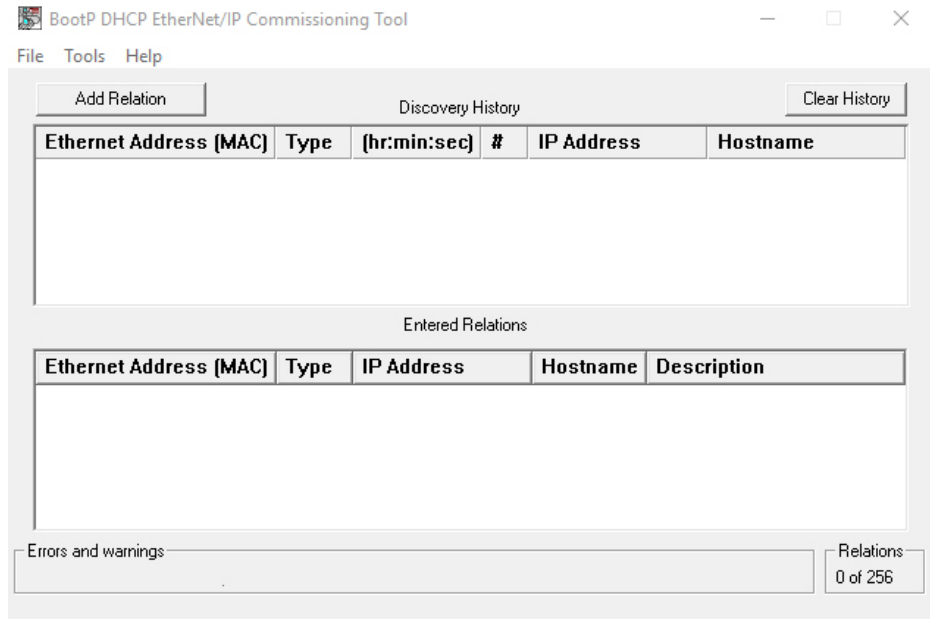 BootP DHCP EtherNet/IP Commissioning Tool
File Tools Help
Add Relation
Discovery History
Clear History
Ethernet Address (MAC) Type (hr:min:sec) # IP Address Hostname
Entered Relations
Ethernet Address (MAC) Type IP Address Hostname Description
Errors and warnings
Relations
0 of 256